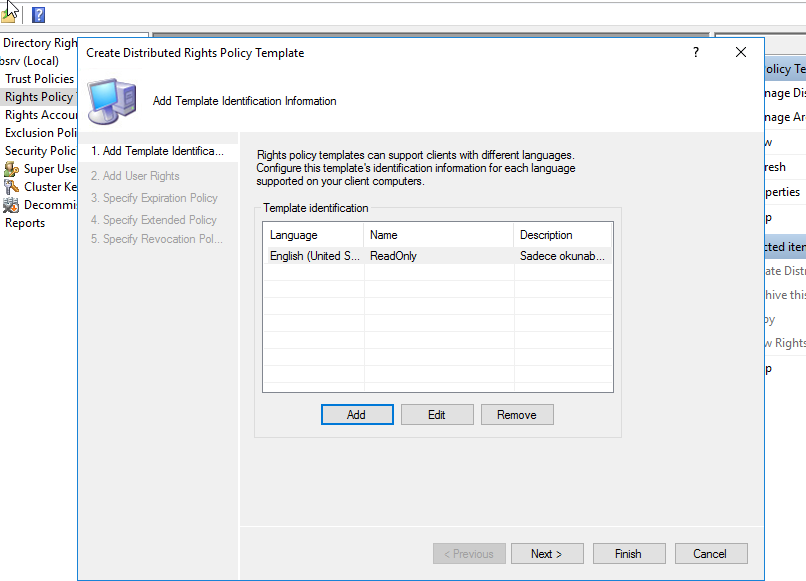 Create Distributed Rights Policy Template
?
Add Template Identification Information
Directory Righ
bsrv (Local)
Trust Policies
Rights Policy
Rights Accou
Exclusion Poli
Security Polic
Super Use
Cluster Ke
Decommis
Reports
1. Add Template Identifica...
2. Add User Rights
3. Specify Expiration Policy
4. Specify Extended Policy
5. Specify Revocation Pol...
Rights policy templates can support clients with different languages.
Configure this template's identification information for each language
supported on your client computers.
Template identification
Language Name Description
English (United S... ReadOnly Sadece okunab...
Add Edit Remove
< Previous Next > Finish Cancel
olicy Te
nage Dis
nage Ar
w
resh
perties
p
cted iter
ate Distr
hive this
py
w Rights
p